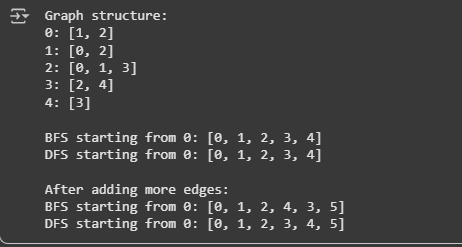 Graph structure:
0: [1, 2]
1: [0, 2]
2: [0, 1, 3]
3: [2, 4]
4: [3]
BFS starting from 0: [0, 1, 2, 3, 4]
DFS starting from 0: [0, 1, 2, 3, 4]
After adding more edges:
BFS starting from 0: [0, 1, 2, 4, 3, 5]
DFS starting from 0: [0, 1, 2, 3, 4, 5]